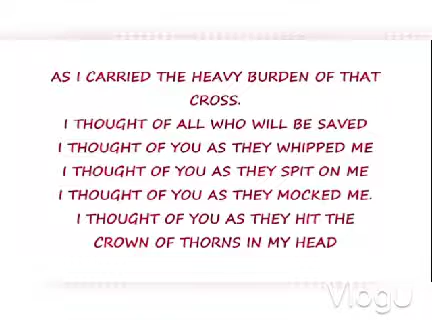 AS I CARRIED THE HEAVY BURDEN OF THAT
CROSS.
I THOUGHT OF ALL WHO WILL BE SAVED
I THOUGHT OF YOU AS THEY WHIPPED ME
I THOUGHT OF YOU AS THEY SPIT ON ME
I THOUGHT OF YOU AS THEY MOCKED ME.
I THOUGHT OF YOU AS THEY HIT THE
CROWN OF THORNS IN MY HEAD
VlogU